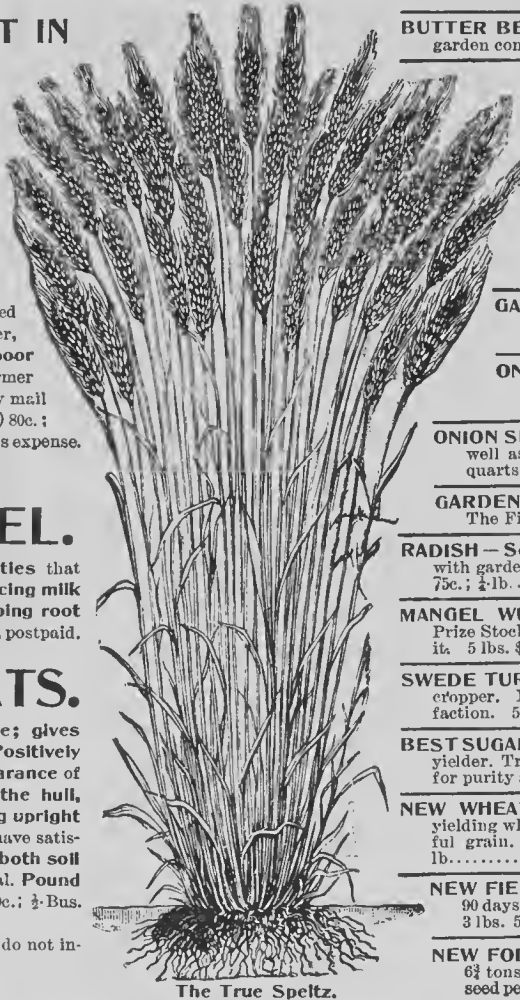 T IN
ed
er,
poor
rmer
y mail
) 80c.;
s expense.
EL.
ties that
cing milk
ping root
, postpaid.
TS.
e; gives
Positively
arance of
the hull,
g upright
have satis-
both soil
al. Pound
c.; ½-Bus.
do not in-
The True Speltz.
BUTTER BE
garden con
GA
ON
ONION S
well as
quarts
GARDEN
The Fi
RADISH – S
with garde
75c.; ¼-lb.
MANGEL WU
Prize Stock
it. 5 lbs. $
SWEDE TUR
cropper.
faction. 5
BEST SUGAR
yielder. Tr
for purity
NEW WHEA
yielding wh
ful grain.
lb.........
NEW FIE
90 days
3 lbs. 5
NEW FOR
6¾ tons
seed pe